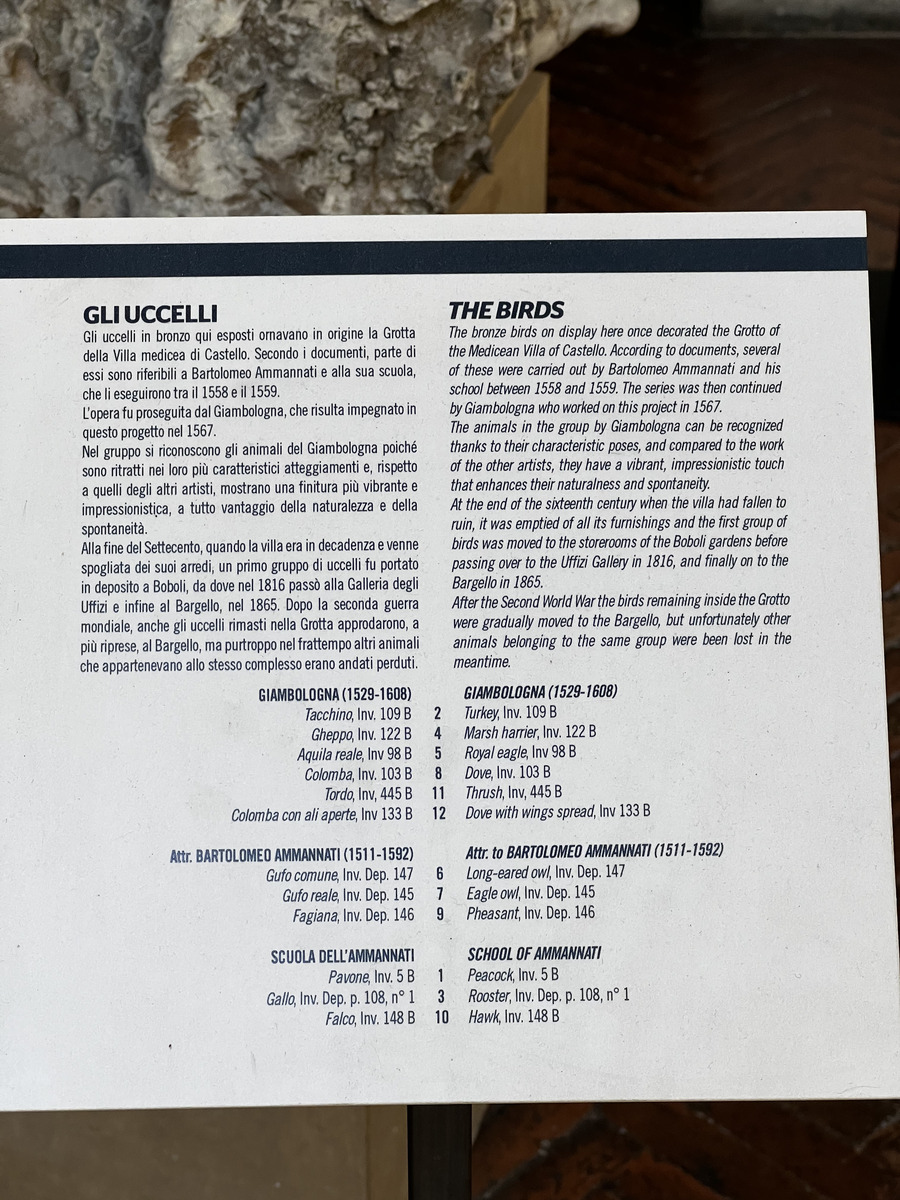 GLI UCCELLI
Gli uccelli in bronzo qui esposti ornavano in origine la Grotta
della Villa medicea di Castello. Secondo i documenti, parte di
essi sono riferibili a Bartolomeo Ammannati e alla sua scuola,
che li eseguirono tra il 1558 e il 1559.
L'opera fu proseguita dal Giambologna, che risulta impegnato in
questo progetto nel 1567.
Nel gruppo si riconoscono gli animali del Giambologna poiché
sono ritratti nei loro più caratteristici atteggiamenti e, rispetto
a quelli degli altri artisti, mostrano una finitura più vibrante e
impressionistica, a tutto vantaggio della naturalezza e della
spontaneità.
Alla fine del Settecento, quando la villa era in decadenza e venne
spogliata dei suoi arredi, un primo gruppo di uccelli fu portato
in deposito a Boboli, da dove nel 1816 passò alla Galleria degli
Uffizi e infine al Bargello, nel 1865. Dopo la seconda guerra
mondiale, anche gli uccelli rimasti nella Grotta approdarono, a
più riprese, al Bargello, ma purtroppo nel frattempo altri animali
che appartenevano allo stesso complesso erano andati perduti.
THE BIRDS
The bronze birds on display here once decorated the Grotto of
the Medicean Villa of Castello. According to documents, several
of these were carried out by Bartolomeo Ammannati and his
school between 1558 and 1559. The series was then continued
by Giambologna who worked on this project in 1567.
The animals in the group by Giambologna can be recognized
thanks to their characteristic poses, and compared to the work
of the other artists, they have a vibrant, impressionistic touch
that enhances their naturalness and spontaneity.
At the end of the sixteenth century when the villa had fallen to
ruin, it was emptied of all its furnishings and the first group of
birds was moved to the storerooms of the Boboli gardens before
passing over to the Uffizi Gallery in 1816, and finally on to the
Bargello in 1865.
After the Second World War the birds remaining inside the Grotto
were gradually moved to the Bargello, but unfortunately other
animals belonging to the same group were been lost in the
meantime.
GIAMBOLOGNA (1529-1608) GIAMBOLOGNA (1529-1608)
Tacchino, Inv. 109 B 2 Turkey, Inv. 109 B
Gheppo, Inv. 122 B 4 Marsh harrier, Inv. 122 B
Aquila reale, Inv 98 B 5 Royal eagle, Inv 98 B
Colomba, Inv. 103 B 8 Dove, Inv. 103 B
Tordo, Inv, 445 B 11 Thrush, Inv, 445 B
Colomba con ali aperte, Inv 133 B 12 Dove with wings spread, Inv 133 B
Attr. BARTOLOMEO AMMANNATI (1511-1592) Attr. to BARTOLOMEO AMMANNATI (1511-1592)
Gufo comune, Inv. Dep. 147 6 Long-eared owl, Inv. Dep. 147
Gufo reale, Inv. Dep. 145 7 Eagle owl, Inv. Dep. 145
Fagiana, Inv. Dep. 146 9 Pheasant, Inv. Dep. 146
SCUOLA DELL'AMMANNATI SCHOOL OF AMMANNATI
Pavone, Inv. 5 B 1 Peacock, Inv. 5 B
Gallo, Inv. Dep. p. 108, n° 1 3 Rooster, Inv. Dep. p. 108, n° 1
Falco, Inv. 148 B 10 Hawk, Inv. 148 B